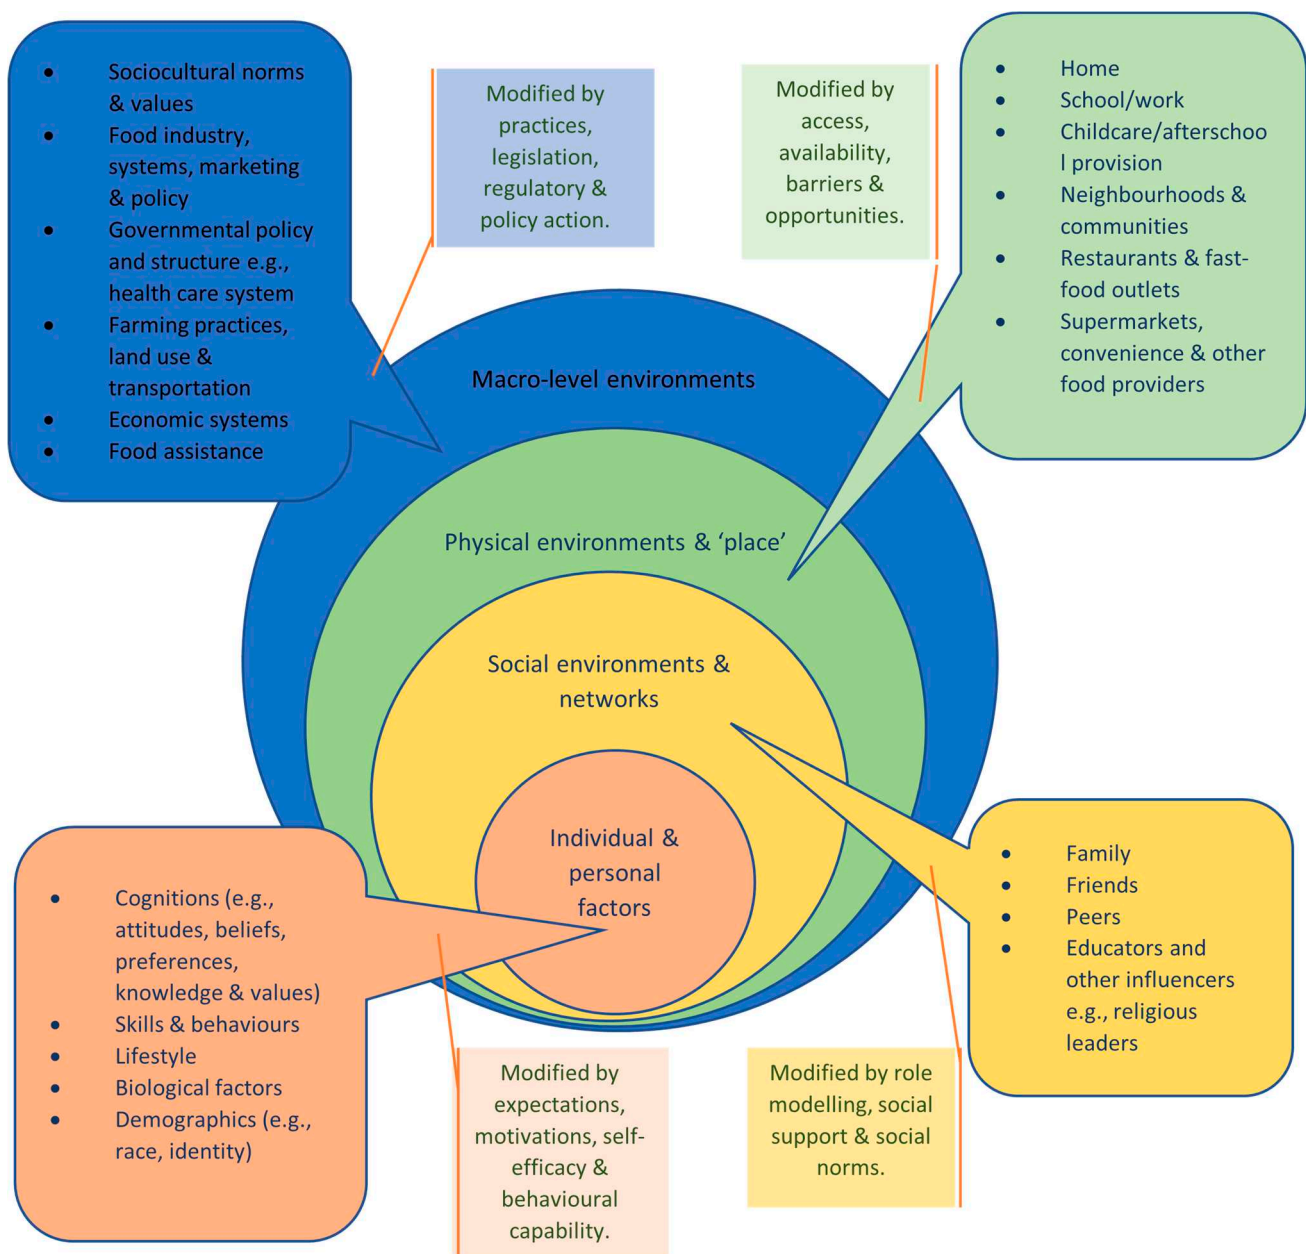 Sociocultural norms
& values
Food industry,
systems, marketing
& policy
Governmental policy
and structure e.g.,
health care system
Farming practices,
land use &
transportation
Economic systems
Food assistance
Modified by
practices,
legislation,
regulatory &
policy action.
Modified by
access,
availability,
barriers &
opportunities.
Home
School/work
Childcare/afterschoo
l provision
Neighbourhoods &
communities
Restaurants & fast-
food outlets
Supermarkets,
convenience & other
food providers
Macro-level environments
Physical environments & ‘place’
Social environments &
networks
Individual &
personal
factors
Cognitions (e.g.,
attitudes, beliefs,
preferences,
knowledge & values)
Skills & behaviours
Lifestyle
Biological factors
Demographics (e.g.,
race, identity)
Family
Friends
Peers
Educators and
other influencers
e.g., religious
leaders
Modified by
expectations,
motivations, self-
efficacy &
behavioural
capability.
Modified by role
modelling, social
support & social
norms.